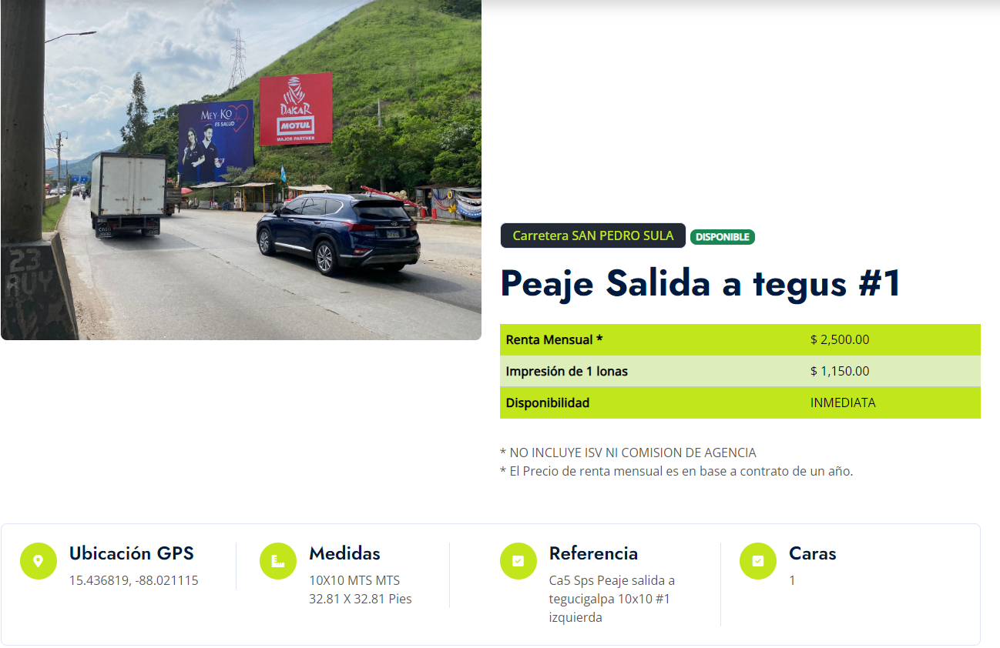 MEY-KO
ES SALUD
DAKAR
MOTUL
MAJOR PARTNER
23
RUY
Carretera SAN PEDRO SULA
DISPONIBLE
Peaje Salida a tegus #1
Renta Mensual *
$ 2,500.00
Impresión de 1 lonas
$ 1,150.00
Disponibilidad
INMEDIATA
* NO INCLUYE ISV NI COMISION DE AGENCIA
* El Precio de renta mensual es en base a contrato de un año.
Ubicación GPS
15.436819, -88.021115
Medidas
10X10 MTS MTS
32.81 X 32.81 Pies
Referencia
Ca5 Sps Peaje salida a
tegucigalpa 10x10 #1
izquierda
Caras
1